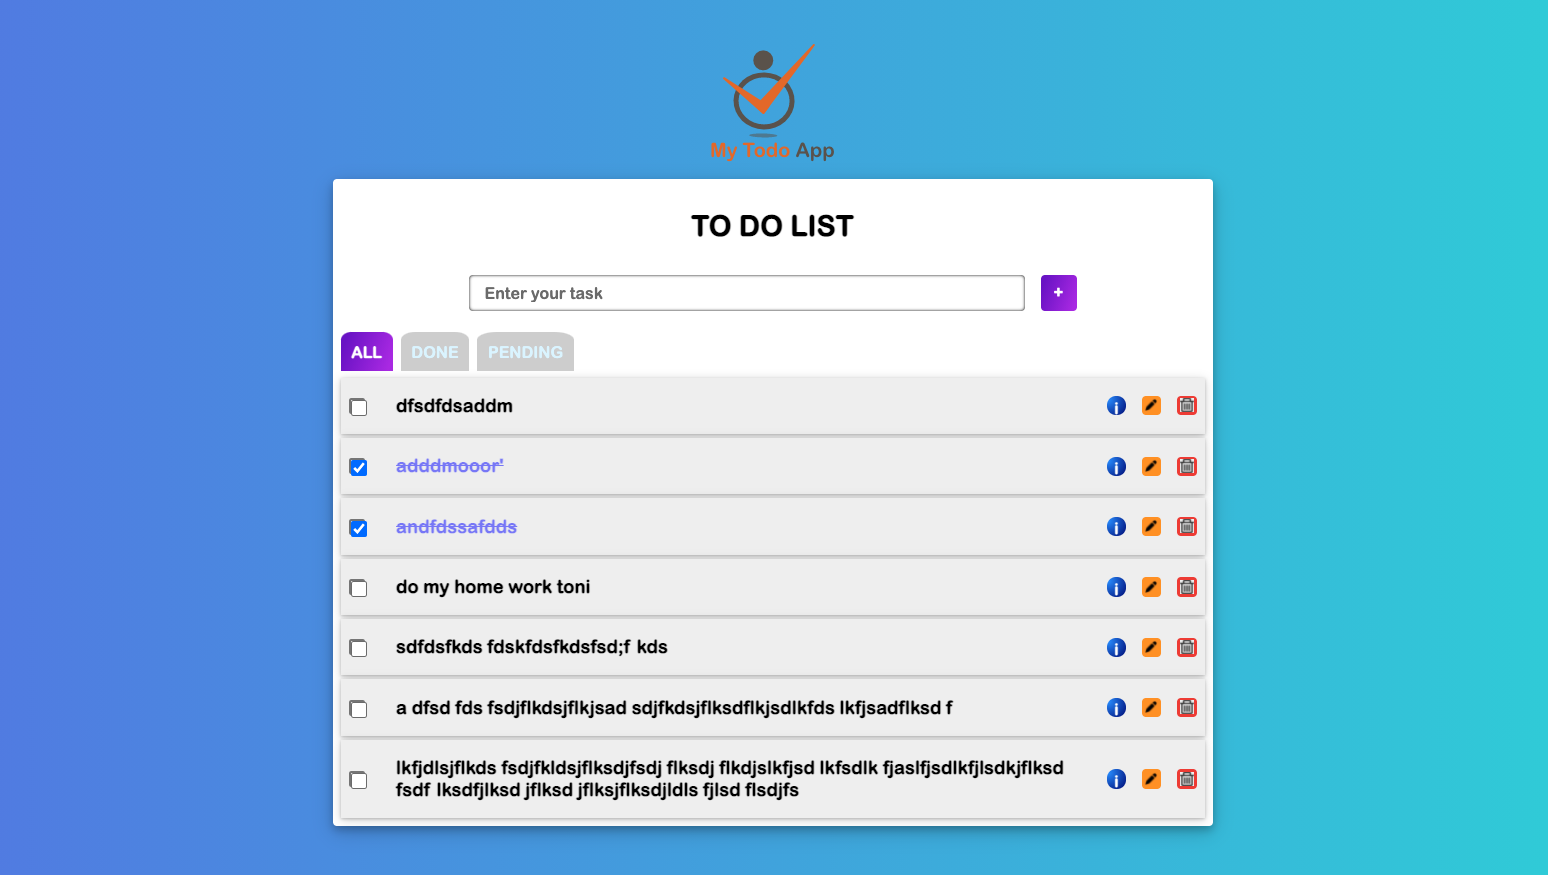 My Todo App
TO DO LIST
Enter your task
+
ALL DONE PENDING
dfsdfdsaddm
adddmooor'
andfdssafdds
do my home work toni
sdfdsfkds fdskfdsfkdsfsd;f kds
a dfsd fds fsdjflkdsjflkjsad sdjfkdsjflksdflkjsdlkfds lkfjsadflksd f
lkfjdlsjflkds fsdjfkldsjflksdjfsdj flksdj flkdjslkfjsd lkfsdlk fjaslfjsdlkfjlsdkjflksd
fsdf lksdfjlksd jflksd jflksjflksdjldls fjlsd flsdjfs